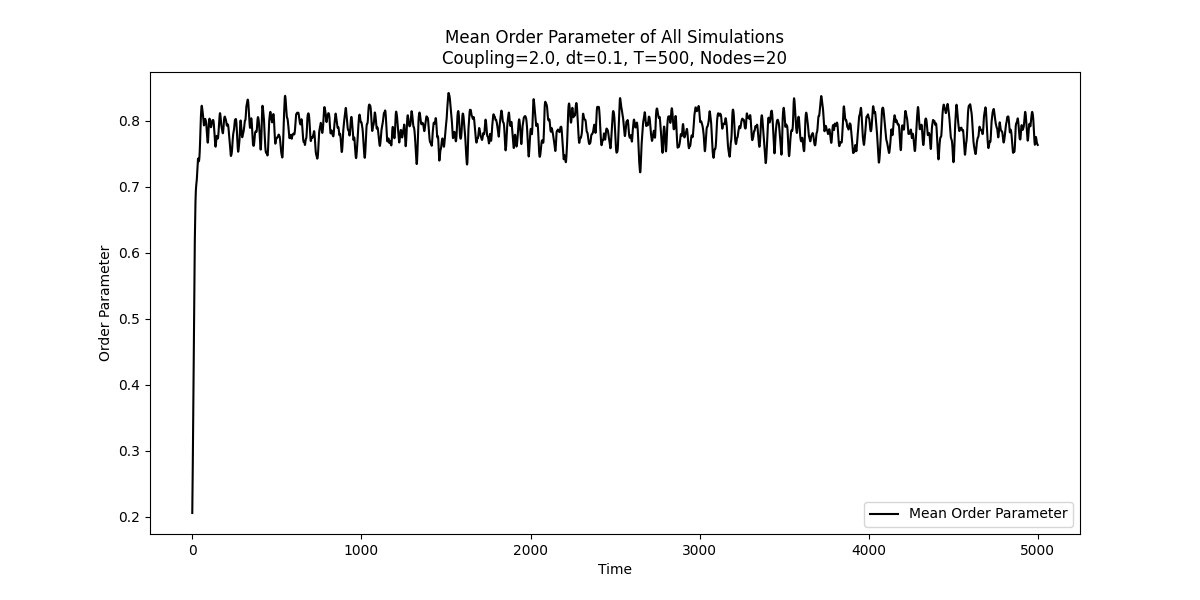 Mean Order Parameter of All Simulations
Coupling=2.0, dt=0.1, T=500, Nodes=20
Order Parameter
0.8
0.7
0.6
0.5
0.4
0.3
0.2
Mean Order Parameter
0 1000 2000 3000 4000 5000
Time